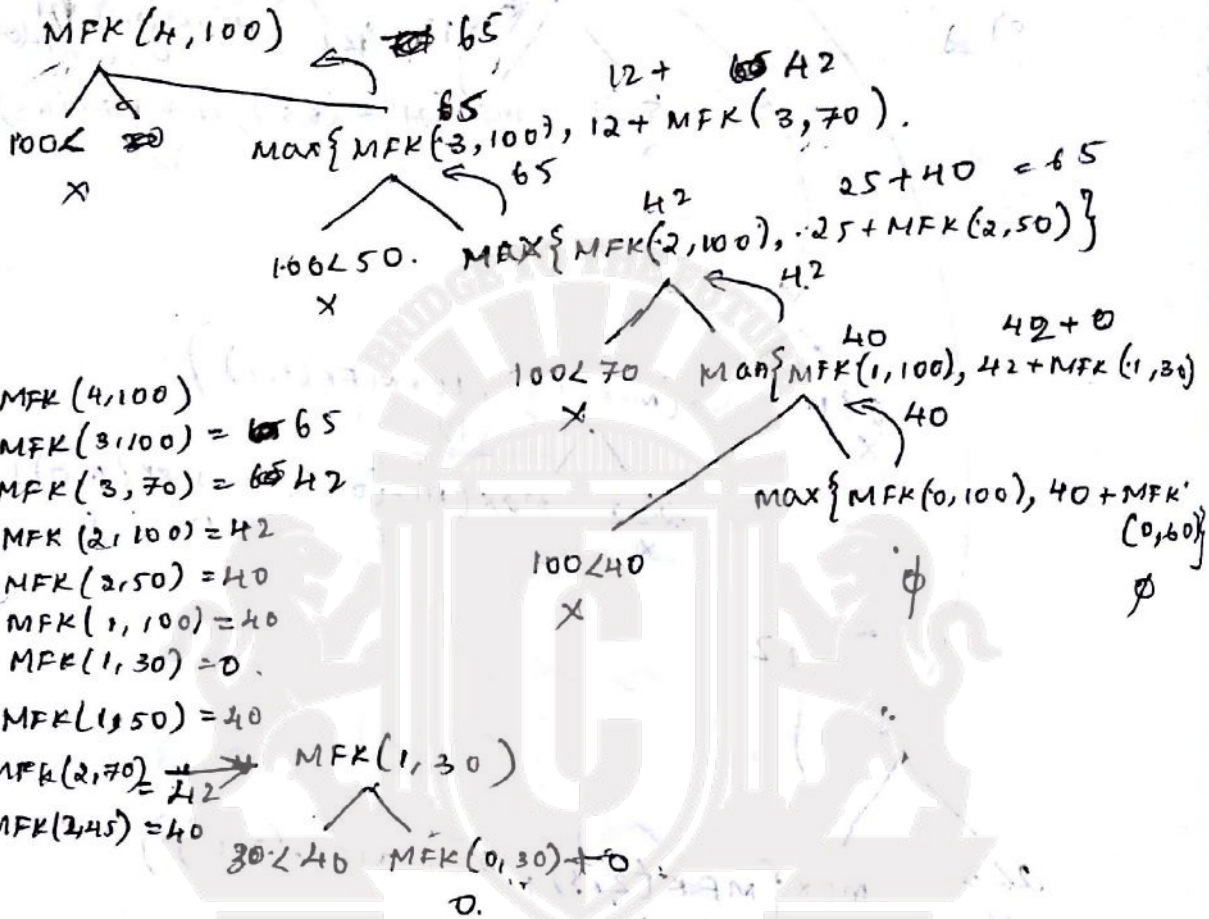 MFK (4,100) 65
12 + 42
65
100< max{MFK(3,100), 12 + MFK(3,70).
x
65
25+40 = 65
42
100<50. MAX{MFK(2,100), 25+MFK(2,50)}
x
42
40 42+0
100<70 Max{MFK(1,100), 42+MFK(1,30)
x.
40
max{MFK(0,100), 40+MFK
(0,60)}
100<40 ϕ ϕ
x
MFK (4,100)
MFK (3,100) = 65
MFK (3,70) = 42
MFK (2,100) = 42
MFK (2,50) = 40
MFK (1,100) = 40
MFK (1,30) = 0.
MFK(1,50) = 40
MFK(2,70) = 42
MFK(2,45) = 40
MFK(1,30)
30<40 MFK(0,30)+0
0.
BRIDGE TO THE FUTURE